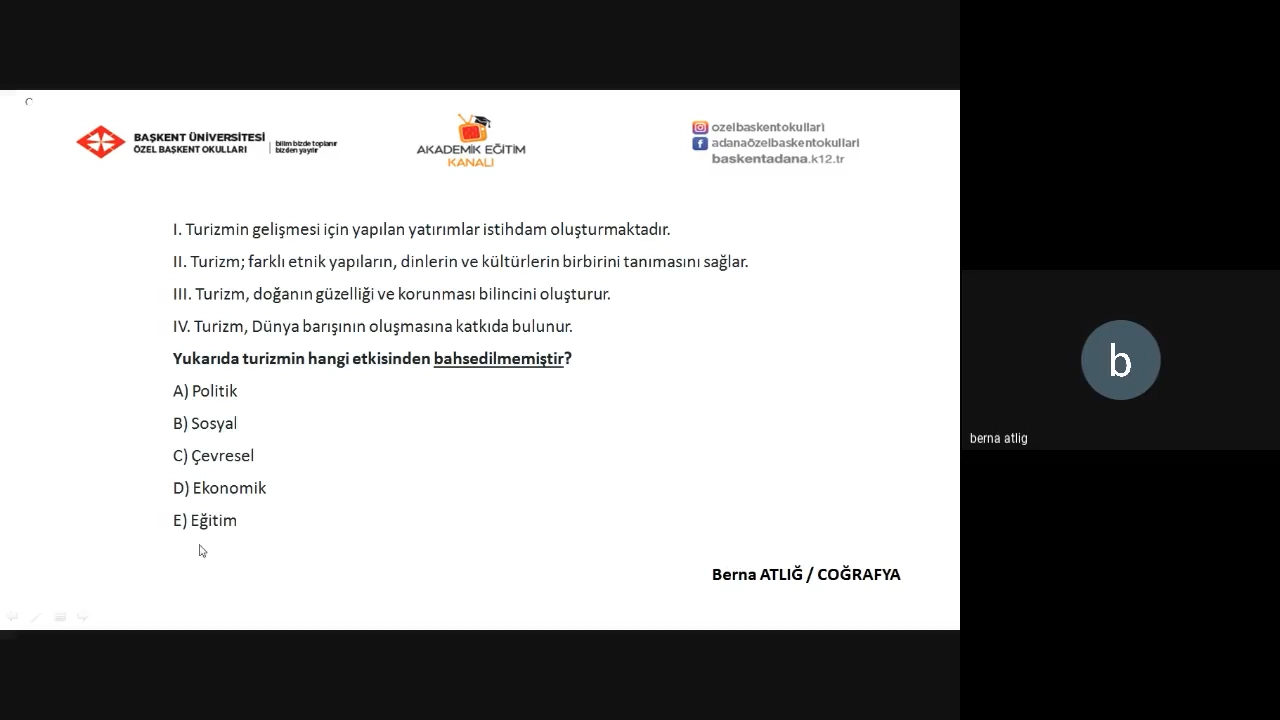 BAŞKENT ÜNİVERSİTESİ
ÖZEL BAŞKENT OKULLARI
bilim bizde toplanır
bizden yayılır
AKADEMİK EĞİTİM
KANALI
ozelbaskentokullari
adanaözelbaskentokullari
baskentadana.k12.tr
I. Turizmin gelişmesi için yapılan yatırımlar istihdam oluşturmaktadır.
II. Turizm; farklı etnik yapıların, dinlerin ve kültürlerin birbirini tanımasını sağlar.
III. Turizm, doğanın güzelliği ve korunması bilincini oluşturur.
IV. Turizm, Dünya barışının oluşmasına katkıda bulunur.
Yukarıda turizmin hangi etkisinden bahsedilmemiştir?
A) Politik
B) Sosyal
C) Çevresel
D) Ekonomik
E) Eğitim
Berna ATLIĞ / COĞRAFYA
b
berna atlig